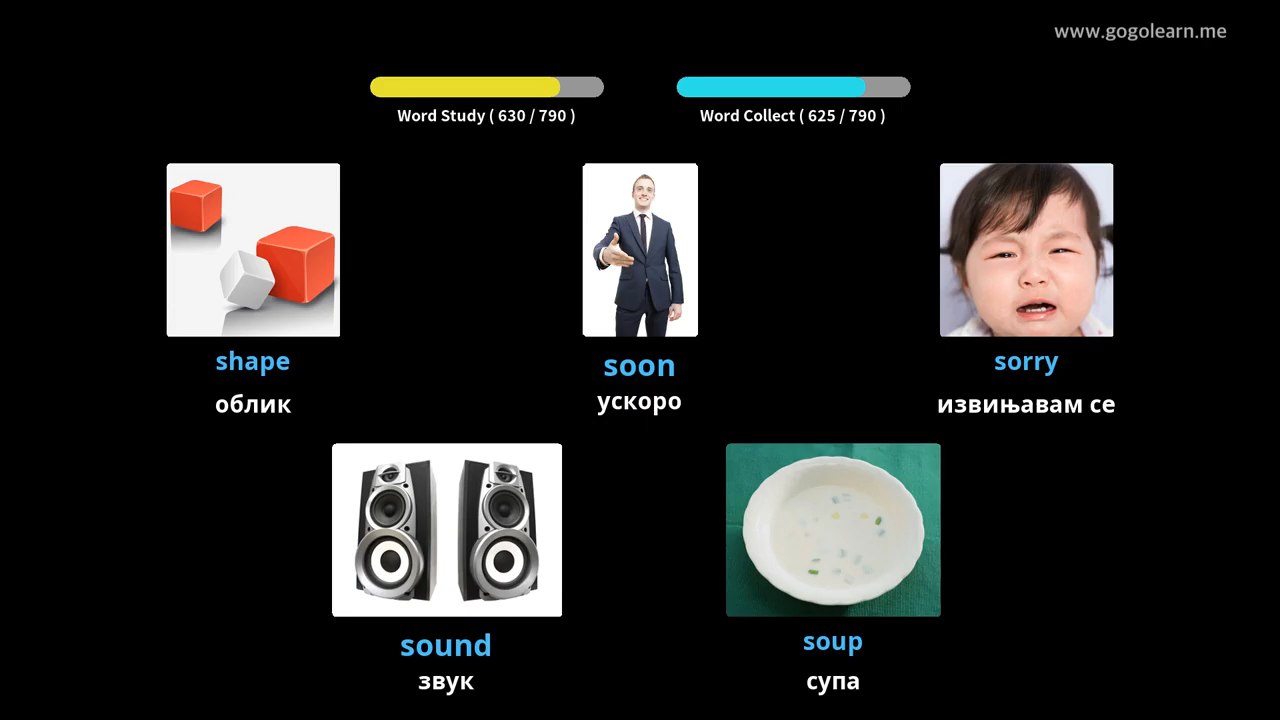 www.gogolearn.me
Word Study ( 630 / 790 )
Word Collect ( 625 / 790 )
shape
облик
soon
ускоро
sorry
извињавам се
sound
звук
soup
супа